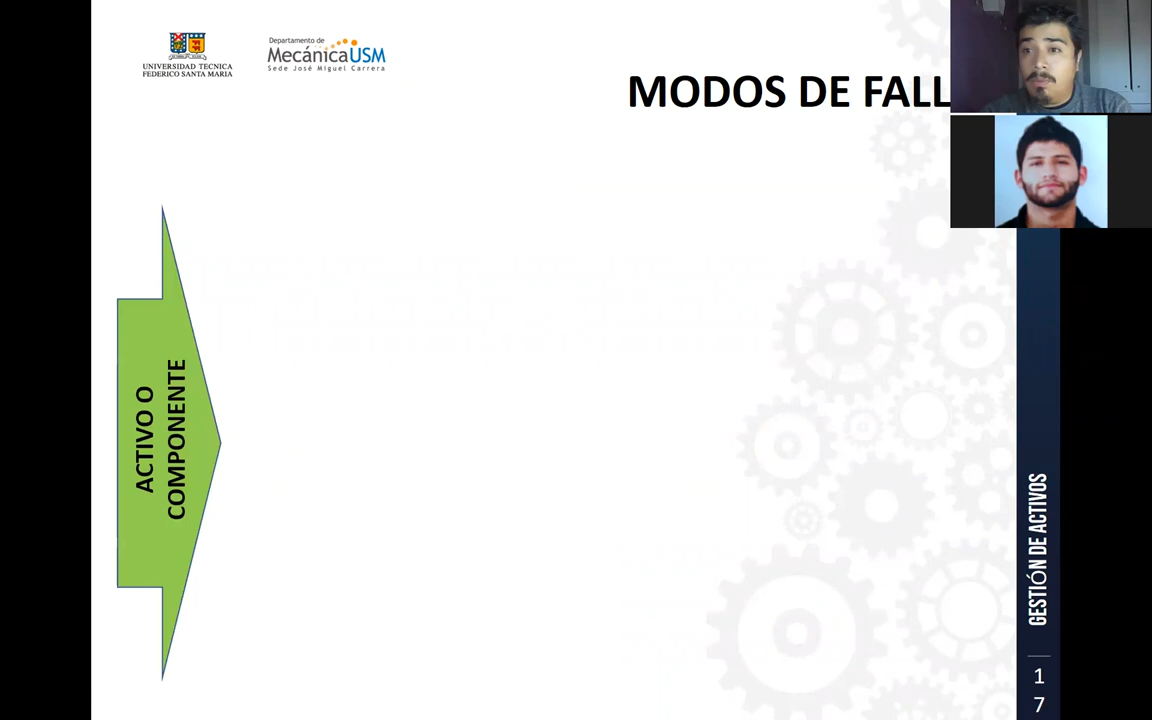 UNIVERSIDAD TECNICA
FEDERICO SANTA MARIA
Departamento de
MecánicaUSM
Sede José Miguel Carrera
MODOS DE FALL
ACTIVO O
COMPONENTE
GESTIÓN DE ACTIVOS
1
7